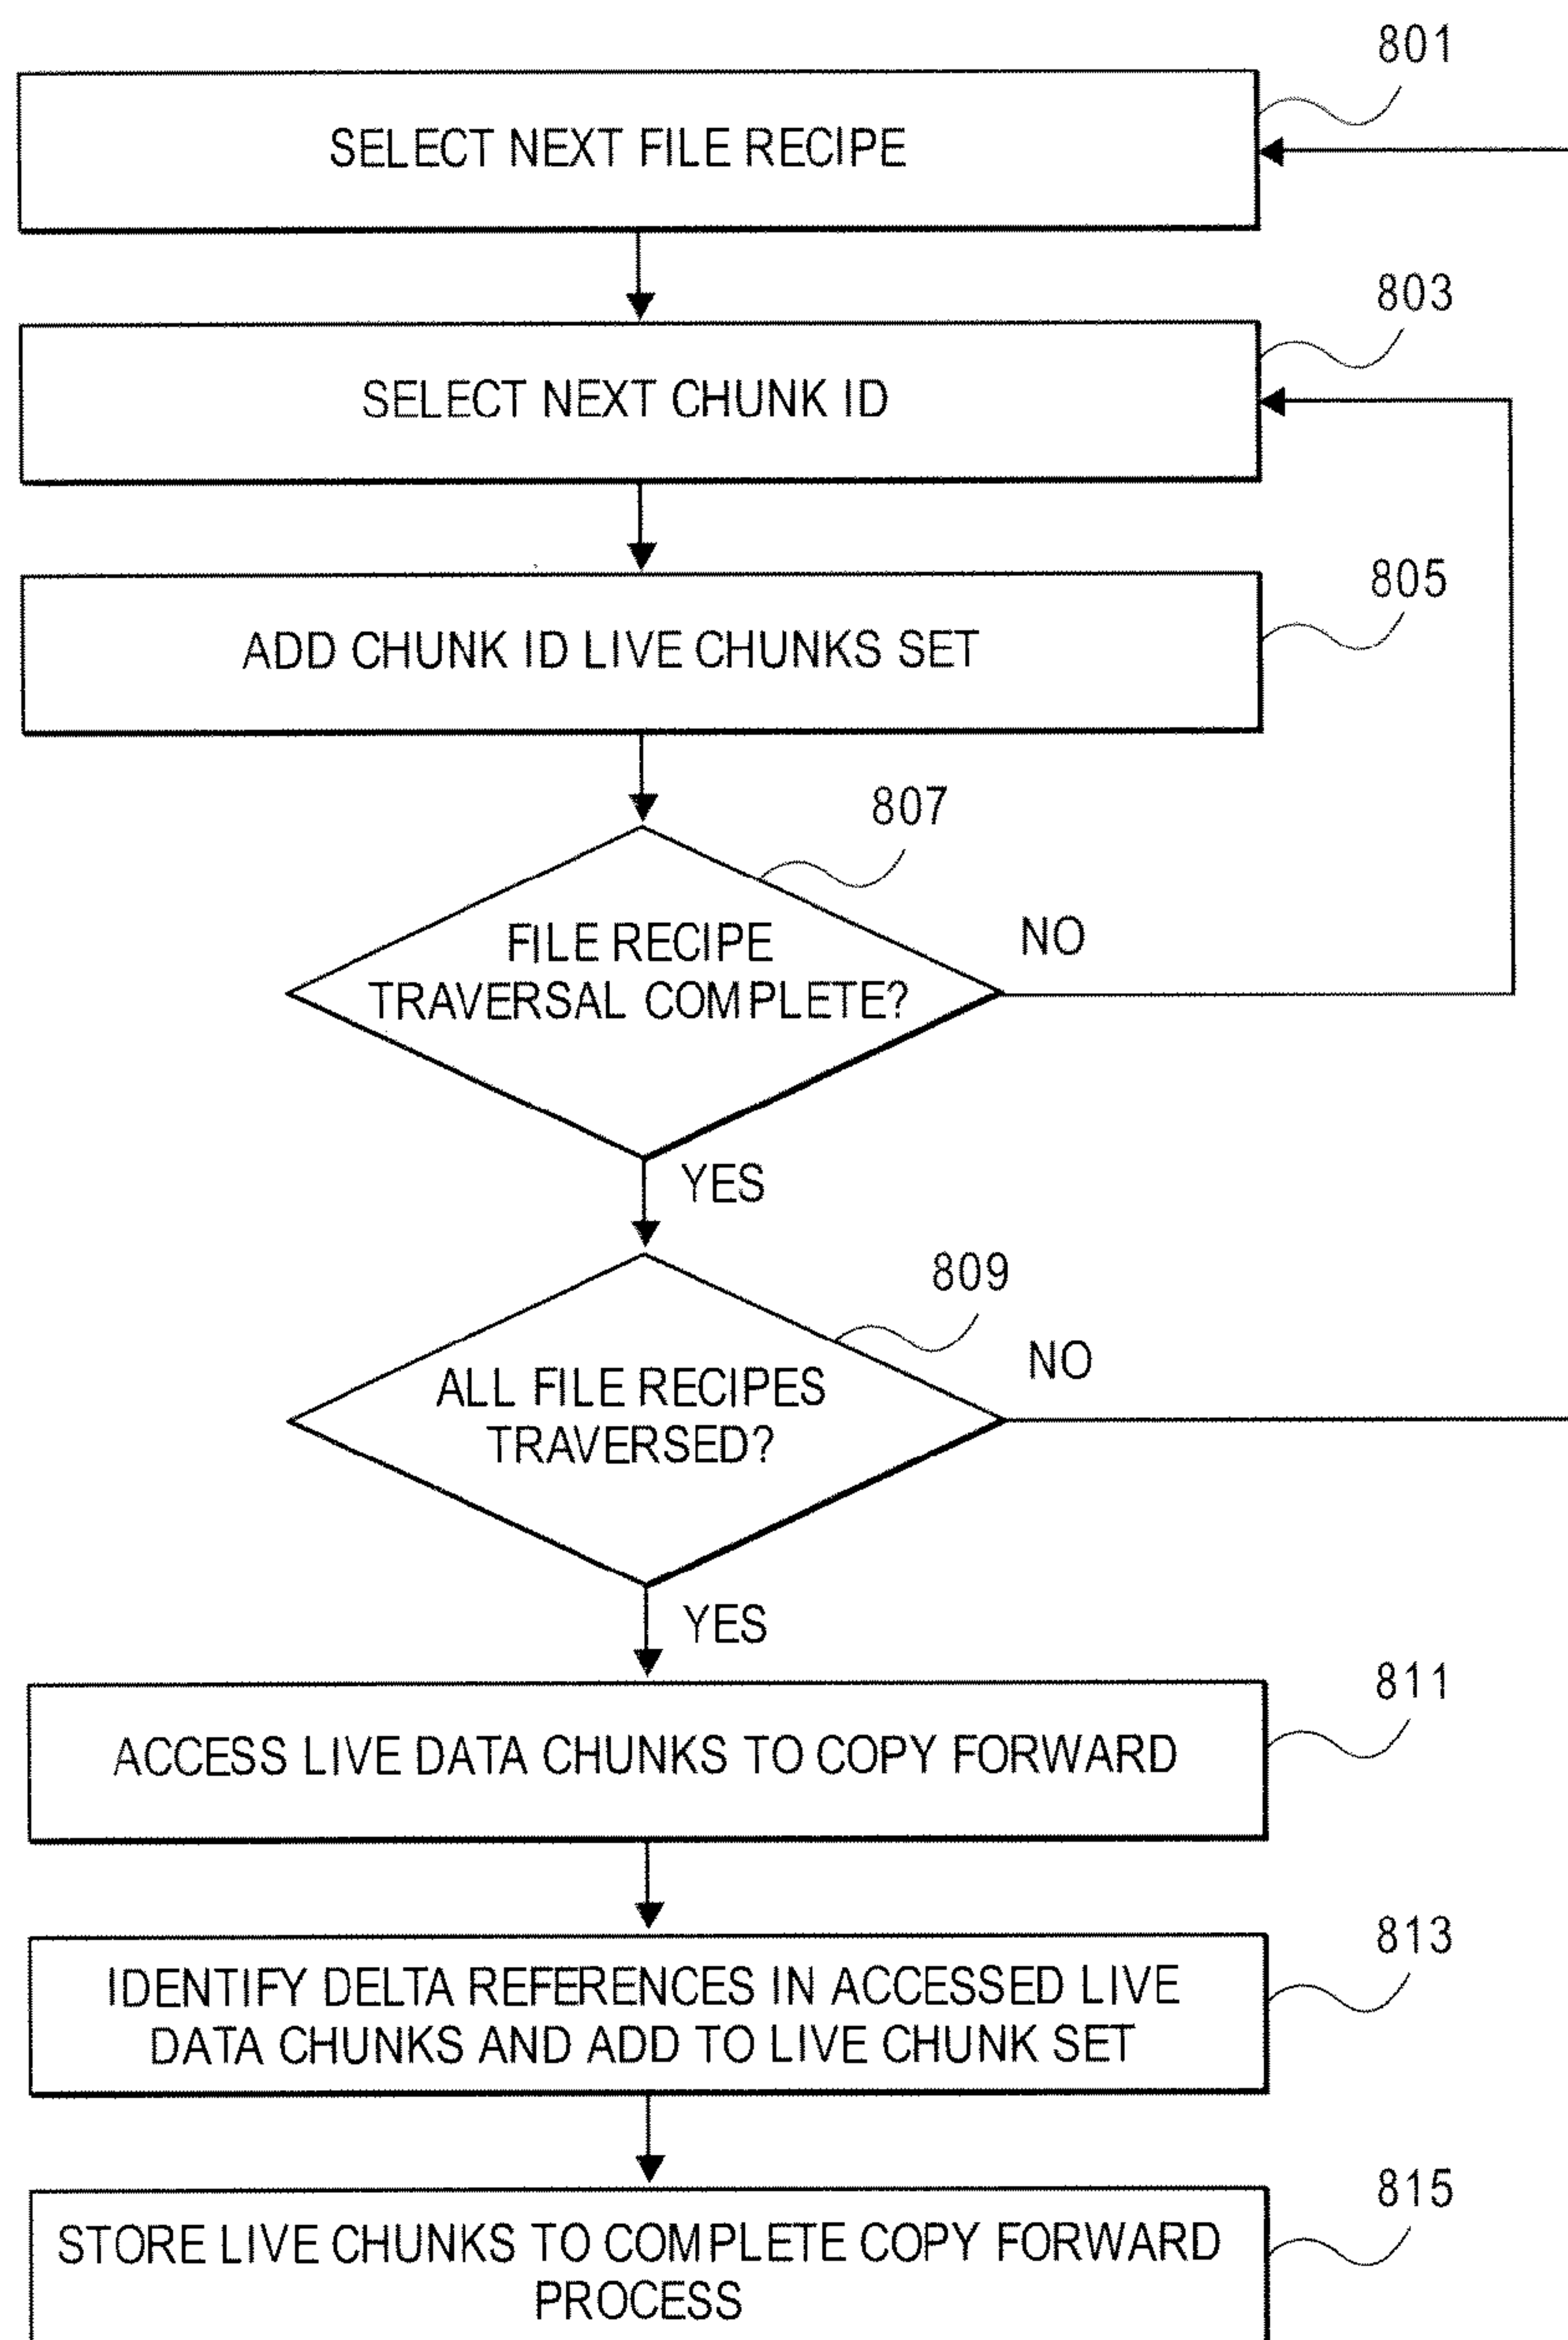 801
SELECT NEXT FILE RECIPE
803
SELECT NEXT CHUNK ID
805
ADD CHUNK ID LIVE CHUNKS SET
807
FILE RECIPE
TRAVERSAL COMPLETE?
NO
YES
809
ALL FILE RECIPES
TRAVERSED?
NO
YES
811
ACCESS LIVE DATA CHUNKS TO COPY FORWARD
813
IDENTIFY DELTA REFERENCES IN ACCESSED LIVE
DATA CHUNKS AND ADD TO LIVE CHUNK SET
815
STORE LIVE CHUNKS TO COMPLETE COPY FORWARD
PROCESS